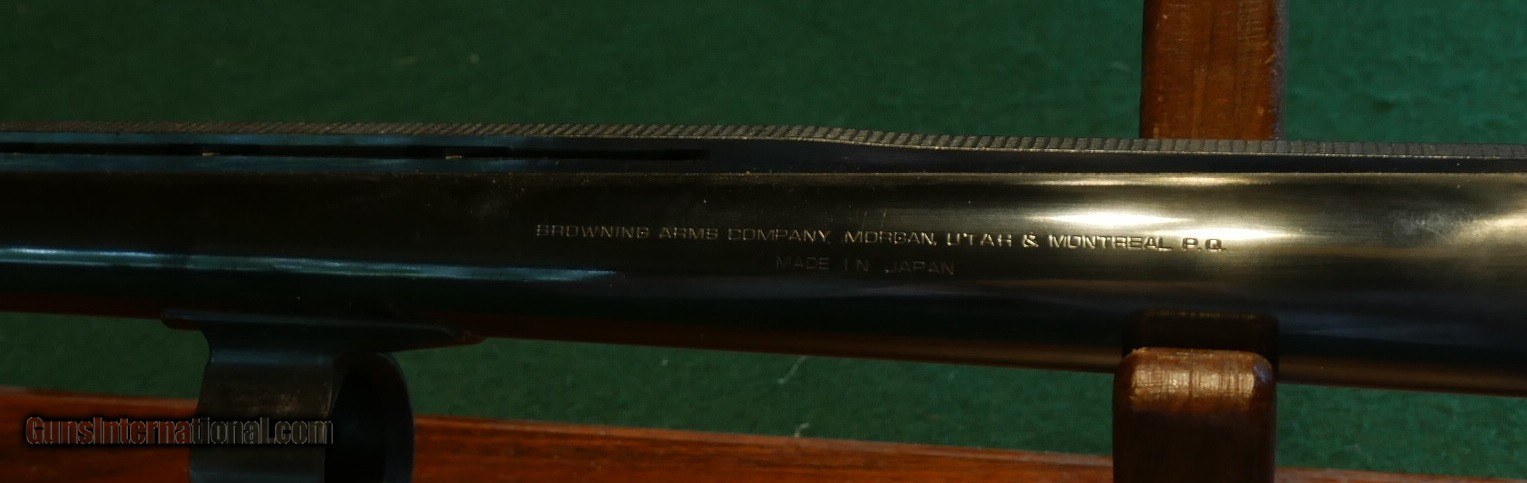 BROWNING ARMS COMPANY, MORGAN, UTAH & MONTREAL P.Q.
MADE IN JAPAN
GunsInternational.com